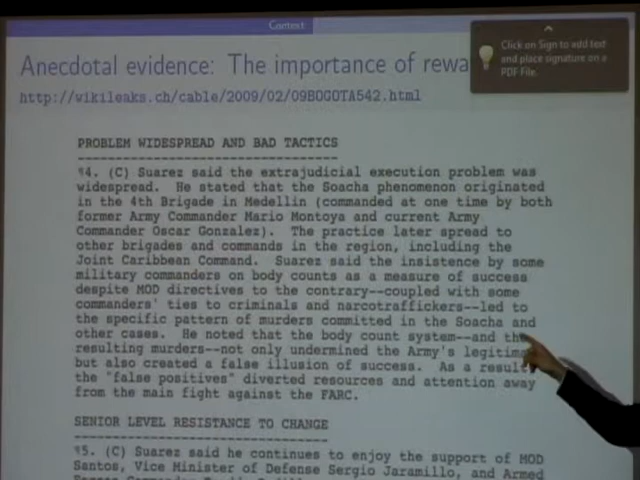 Context
Anecdotal evidence: The importance of rewa
http://wikileaks.ch/cable/2009/02/09BOGOTA542.html
Click on Sign to add text
and place signature on a
PDF File.
PROBLEM WIDESPREAD AND BAD TACTICS
----------------------------------
¶4. (C) Suarez said the extrajudicial execution problem was
widespread. He stated that the Soacha phenomenon originated
in the 4th Brigade in Medellin (commanded at one time by both
former Army Commander Mario Montoya and current Army
Commander Oscar Gonzalez). The practice later spread to
other brigades and commands in the region, including the
Joint Caribbean Command. Suarez said the insistence by some
military commanders on body counts as a measure of success
despite MOD directives to the contrary--coupled with some
commanders' ties to criminals and narcotraffickers--led to
the specific pattern of murders committed in the Soacha and
other cases. He noted that the body count system--and the
resulting murders--not only undermined the Army's legitima
but also created a false illusion of success. As a result
the "false positives" diverted resources and attention away
from the main fight against the FARC.
SENIOR LEVEL RESISTANCE TO CHANGE
---------------------------------
¶5. (C) Suarez said he continues to enjoy the support of MOD
Santos, Vice Minister of Defense Sergio Jaramillo, and Armed